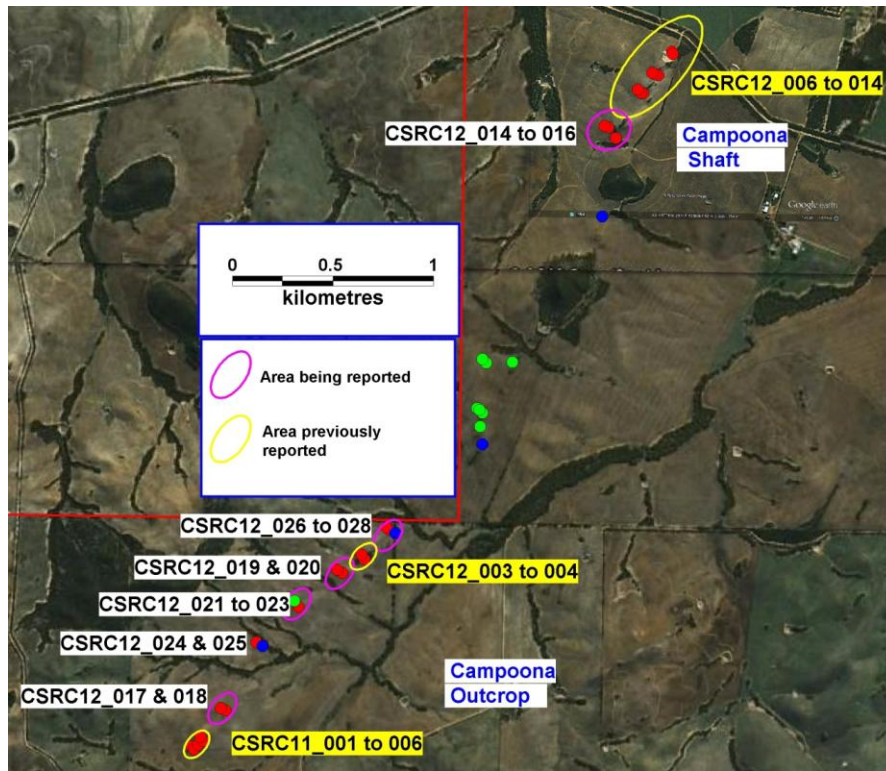 CSRC12_006 to 014
CSRC12_014 to 016
Campoona
Shaft
Google earth
0 0.5 1
kilometres
Area being reported
Area previously
reported
CSRC12_026 to 028
CSRC12_019 & 020
CSRC12_003 to 004
CSRC12_021 to 023
CSRC12_024 & 025
Campoona
Outcrop
CSRC12_017 & 018
CSRC11_001 to 006